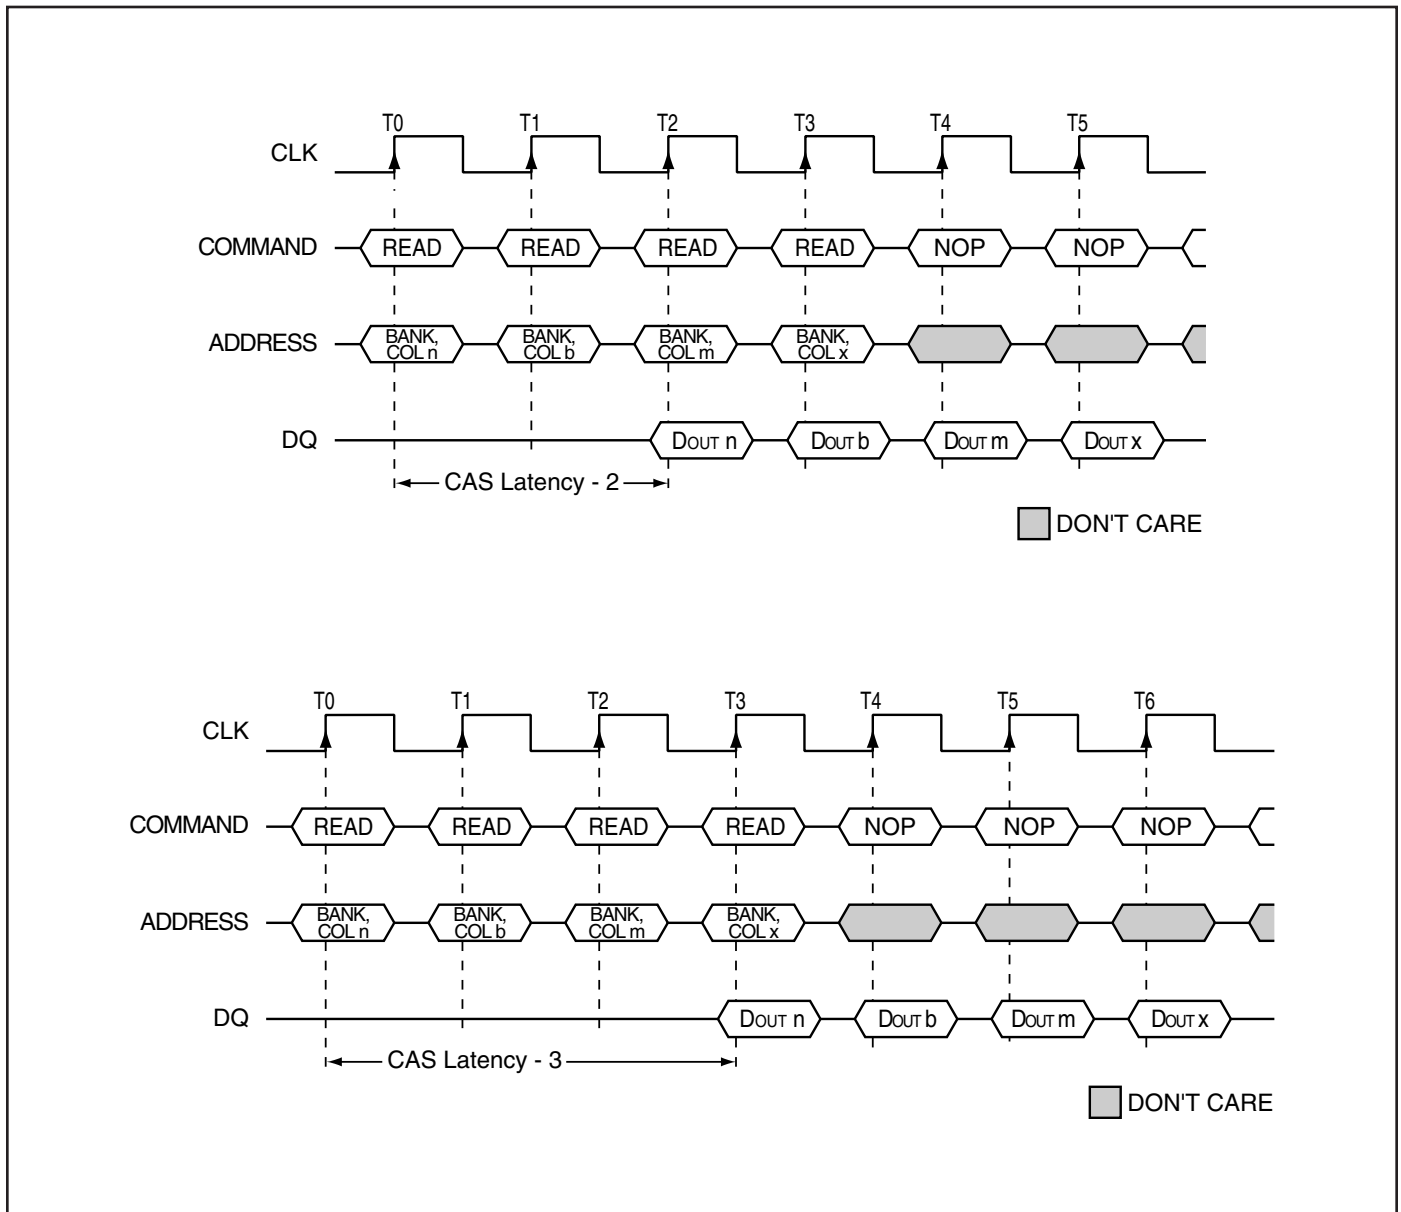 T0 T1 T2 T3 T4 T5
CLK
COMMAND READ READ READ READ NOP NOP
ADDRESS BANK, COL n BANK, COL b BANK, COL m BANK, COL x
DQ DOUT n DOUT b DOUT m DOUT x
CAS Latency - 2
DON'T CARE
T0 T1 T2 T3 T4 T5 T6
CLK
COMMAND READ READ READ READ NOP NOP NOP
ADDRESS BANK, COL n BANK, COL b BANK, COL m BANK, COL x
DQ DOUT n DOUT b DOUT m DOUT x
CAS Latency - 3
DON'T CARE